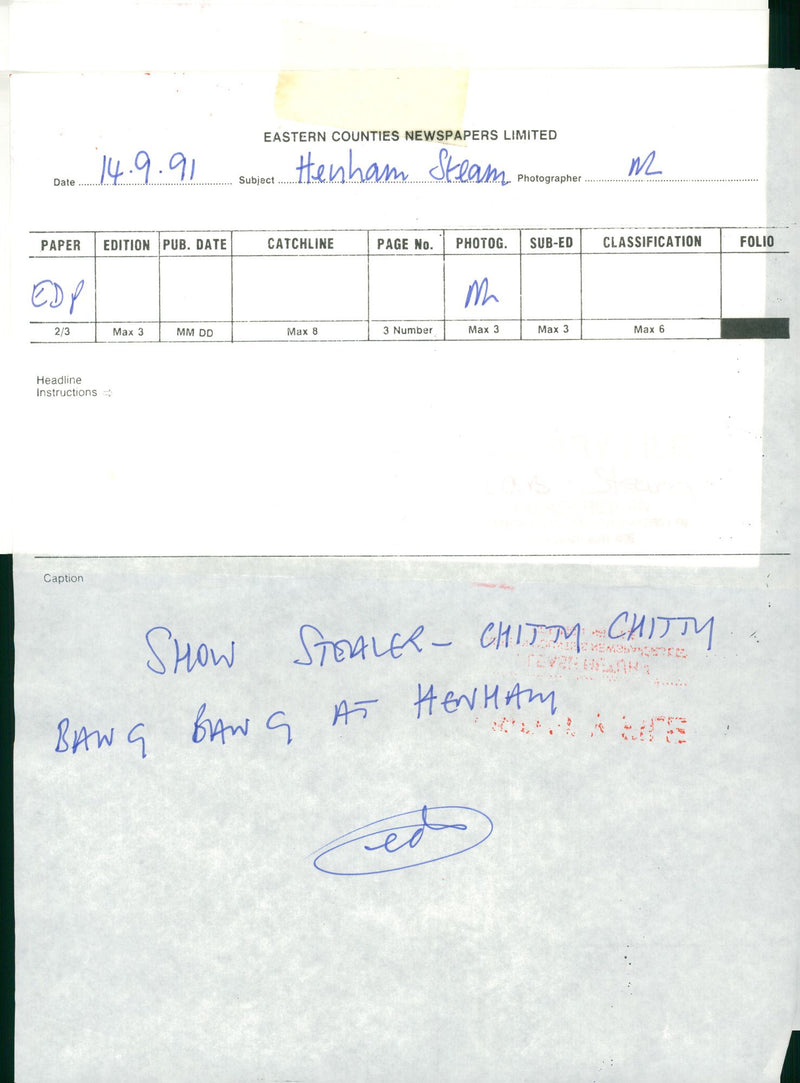 EASTERN COUNTIES NEWSPAPERS LIMITED
Date 14.9.91 Subject Henham Steam Photographer
PAPER EDITION PUB. DATE CATCHLINE PAGE No. PHOTOG. SUB-ED CLASSIFICATION FOLIO
EDP
2/3 Max 3 MM DD Max 8 3 Number Max 3 Max 3 Max 6
Headline
Instructions
Caption
SHOW STEALER - CHITTY CHITTY
BANG BANG AT HENHAM
ed